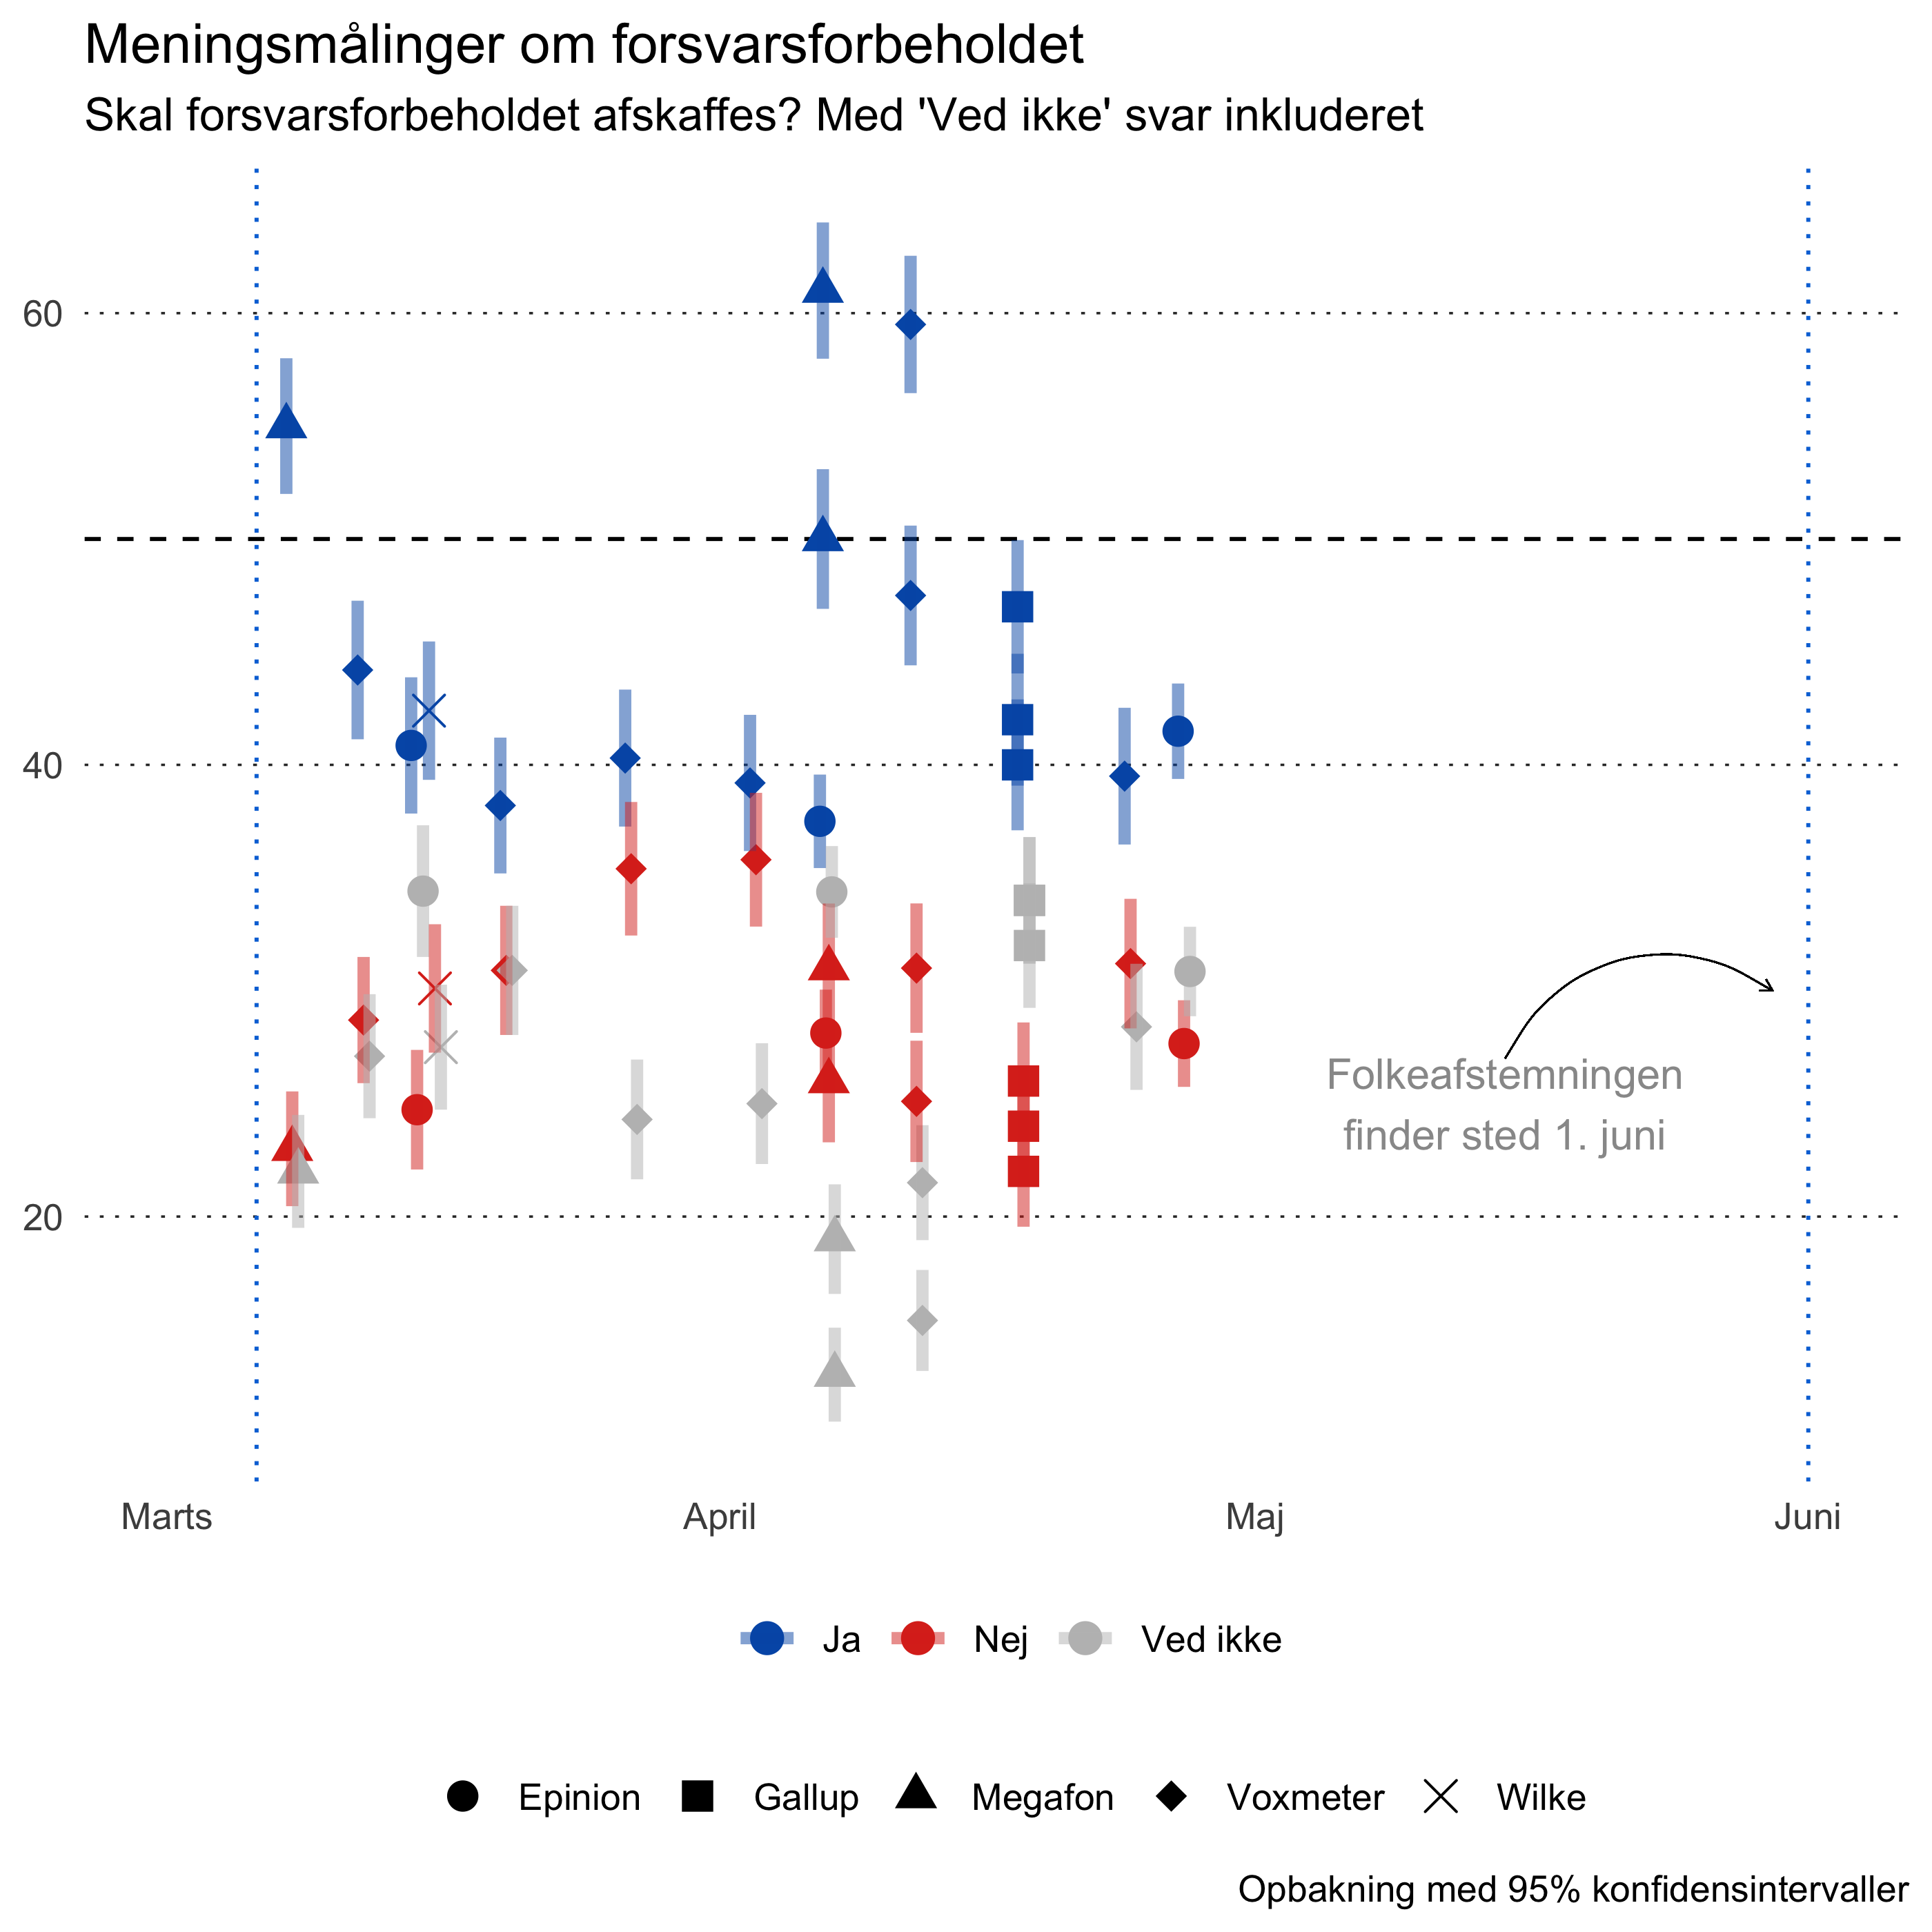 Meningsmålinger om forsvarsforbeholdet
Skal forsvarsforbeholdet afskaffes? Med 'Ved ikke' svar inkluderet
60
40
20
Folkeafstemningen
finder sted 1. juni
Marts April Maj Juni
Ja Nej Ved ikke
Epinion Gallup Megafon Voxmeter Wilke
Opbakning med 95% konfidensintervaller